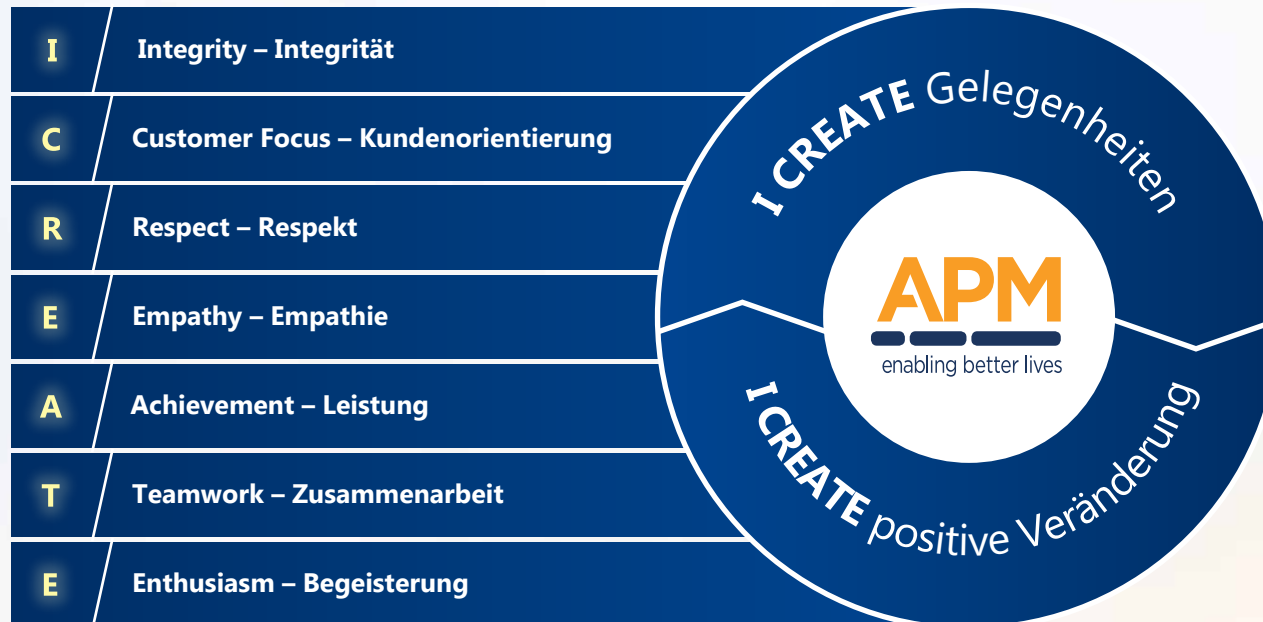 I
Integrity – Integrität
C
Customer Focus – Kundenorientierung
R
Respect – Respekt
E
Empathy – Empathie
A
Achievement – Leistung
T
Teamwork – Zusammenarbeit
E
Enthusiasm – Begeisterung
I CREATE Gelegenheiten
APM
enabling better lives
I CREATE positive Veränderung